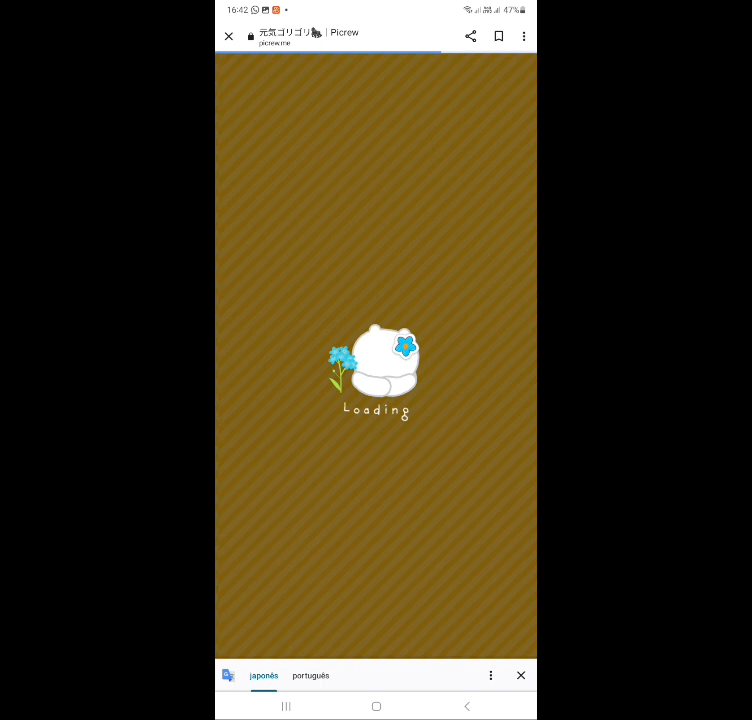 16:42 47%
元気ゴリゴリ🦍｜Picrew
picrew.me
Loading
japonês português